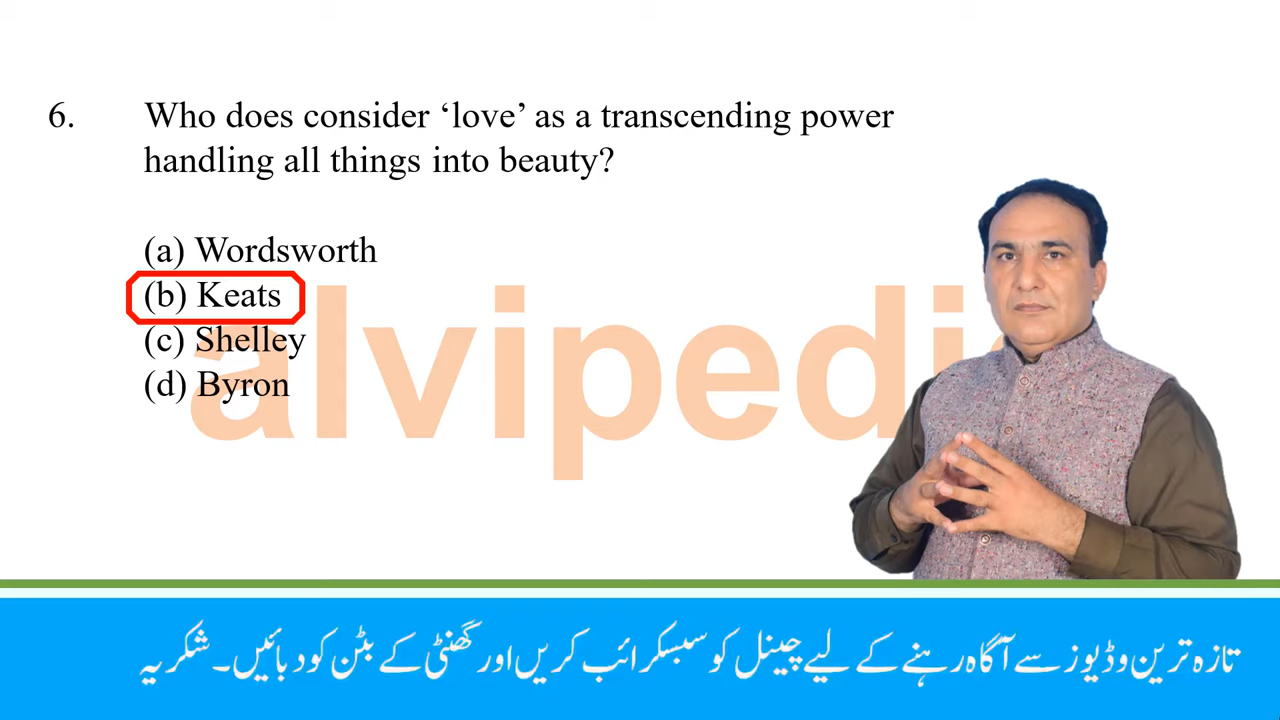 6. Who does consider ‘love’ as a transcending power
handling all things into beauty?
(a) Wordsworth
(b) Keats
(c) Shelley
(d) Byron
alvipedi
تازہ ترین وڈیوز سے آگاہ رہنے کے لیے چینل کو سبسکرائب کریں اور گھنٹی کے بٹن کو دبائیں۔ شکریہ